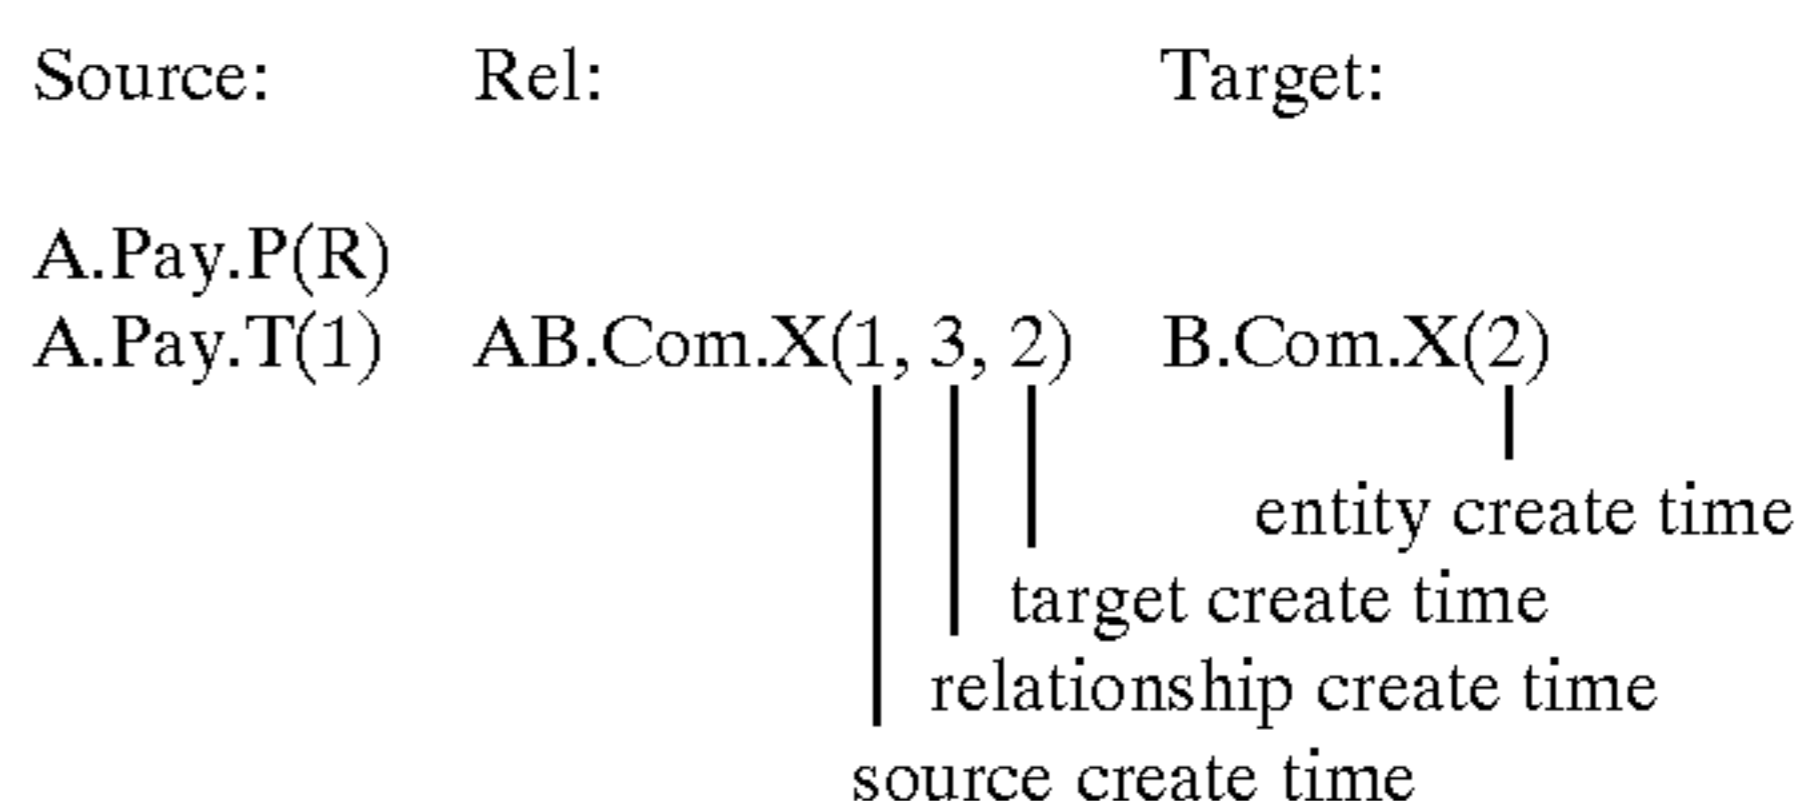 Source: Rel: Target:
A.Pay.P(R)
A.Pay.T(1) AB.Com.X(1, 3, 2) B.Com.X(2)
entity create time
target create time
relationship create time
source create time